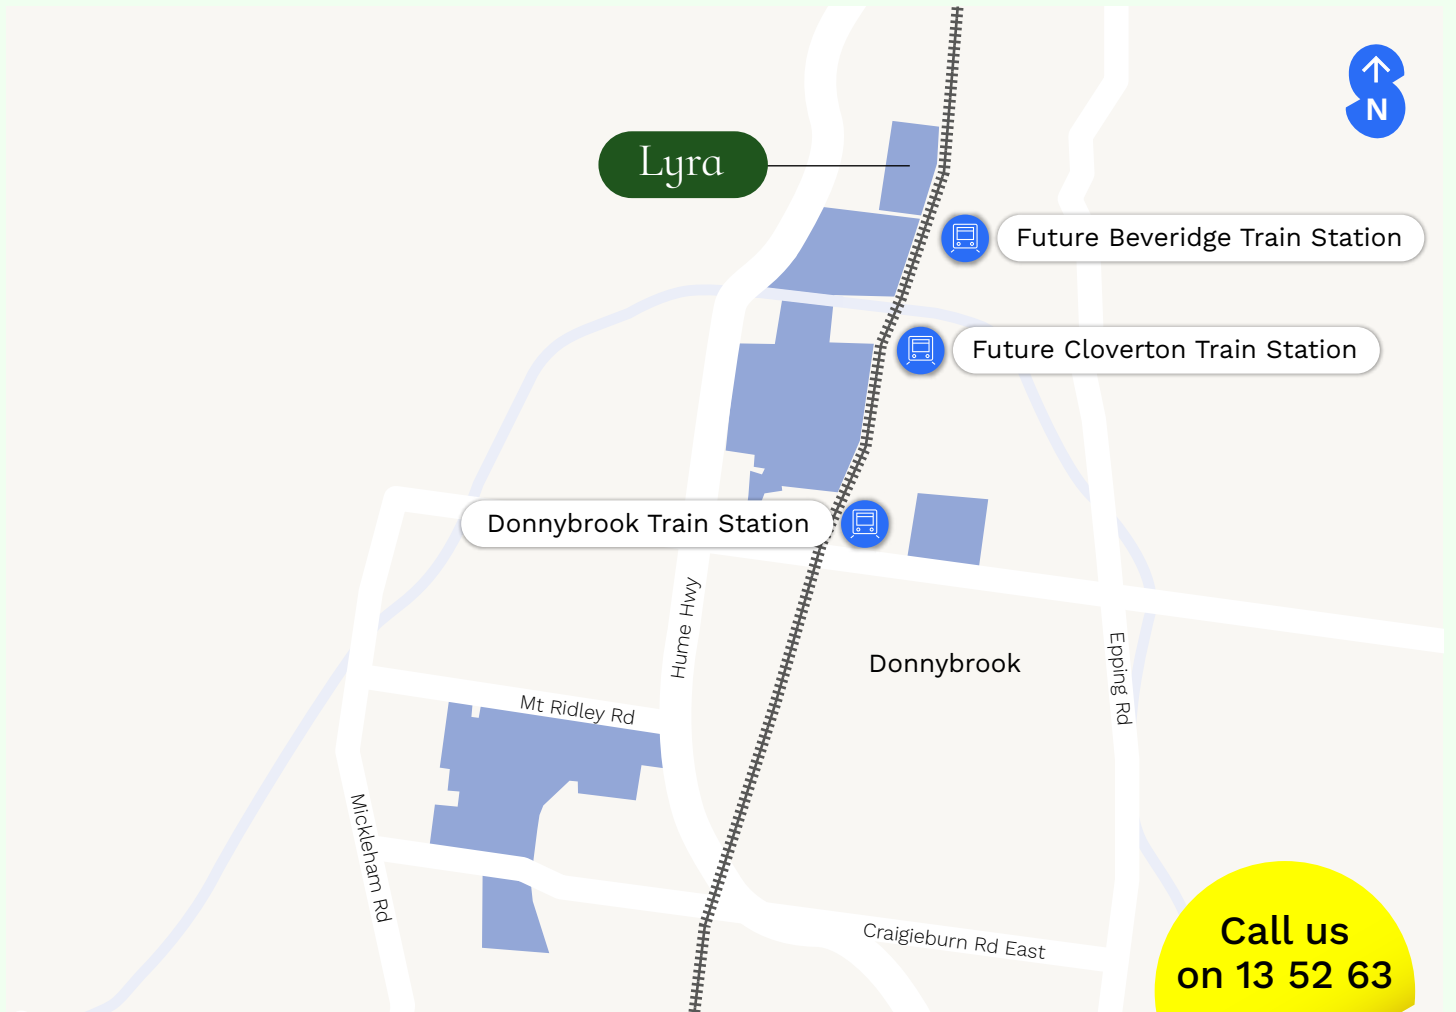 N
Lyra
Future Beveridge Train Station
Future Cloverton Train Station
Donnybrook Train Station
Hume Hwy
Donnybrook
Epping Rd
Mt Ridley Rd
Mickleham Rd
Craigieburn Rd East
Call us
on 13 52 63